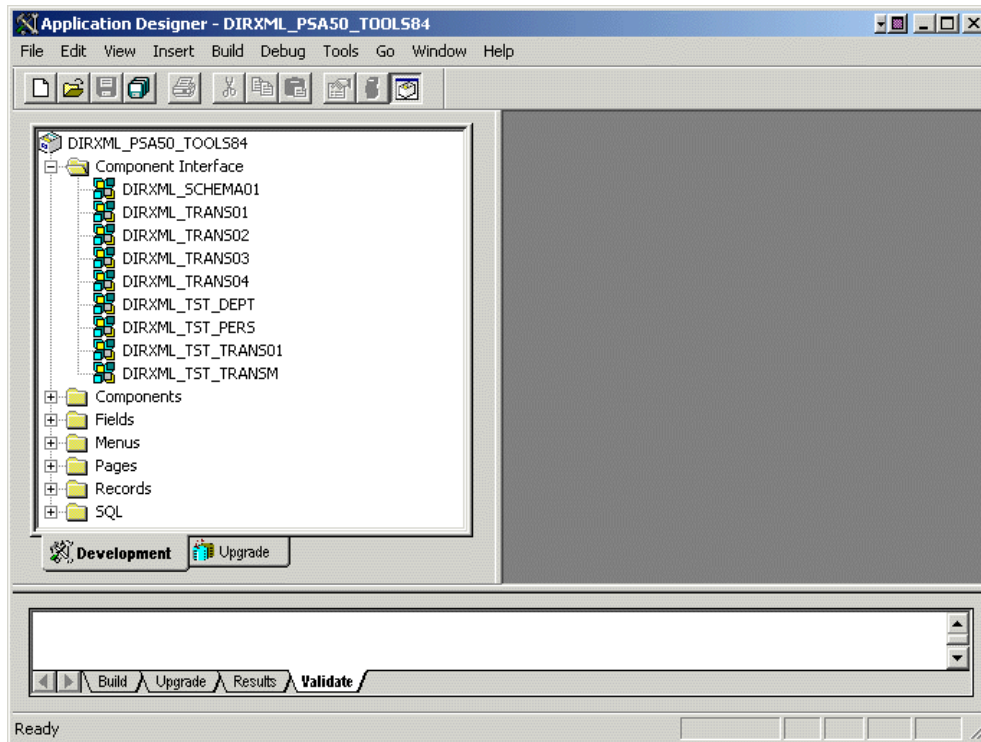 Application Designer - DIRXML_PSA50_TOOLS84
File Edit View Insert Build Debug Tools Go Window Help
DIRXML_PSA50_TOOLS84
Component Interface
DIRXML_SCHEMA01
DIRXML_TRANS01
DIRXML_TRANS02
DIRXML_TRANS03
DIRXML_TRANS04
DIRXML_TST_DEPT
DIRXML_TST_PERS
DIRXML_TST_TRANS01
DIRXML_TST_TRANSM
Components
Fields
Menus
Pages
Records
SQL
Development Upgrade
Build Upgrade Results Validate
Ready